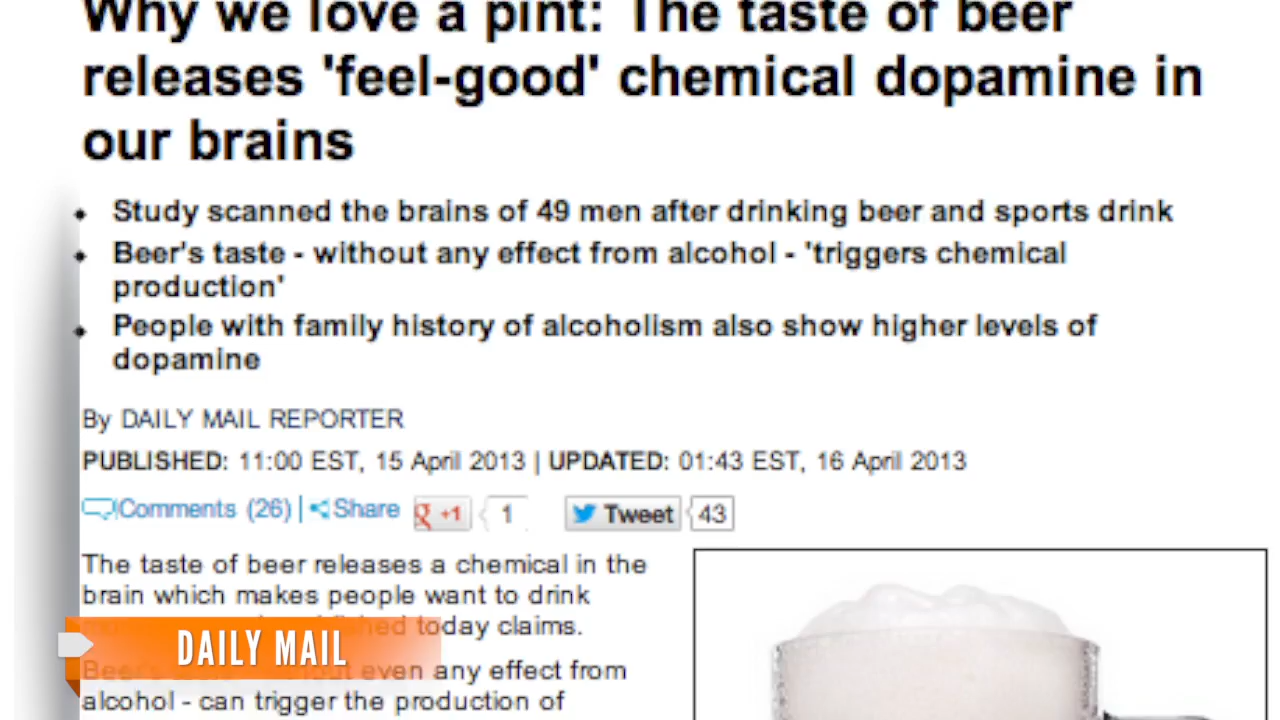 Why we love a pint: The taste of beer
releases 'feel-good' chemical dopamine in
our brains
Study scanned the brains of 49 men after drinking beer and sports drink
Beer's taste - without any effect from alcohol - 'triggers chemical
production'
People with family history of alcoholism also show higher levels of
dopamine
By DAILY MAIL REPORTER
PUBLISHED: 11:00 EST, 15 April 2013 | UPDATED: 01:43 EST, 16 April 2013
Comments (26) | Share g +1 1 Tweet 43
The taste of beer releases a chemical in the
brain which makes people want to drink
today claims.
DAILY MAIL
Beer's even any effect from
alcohol - can trigger the production of